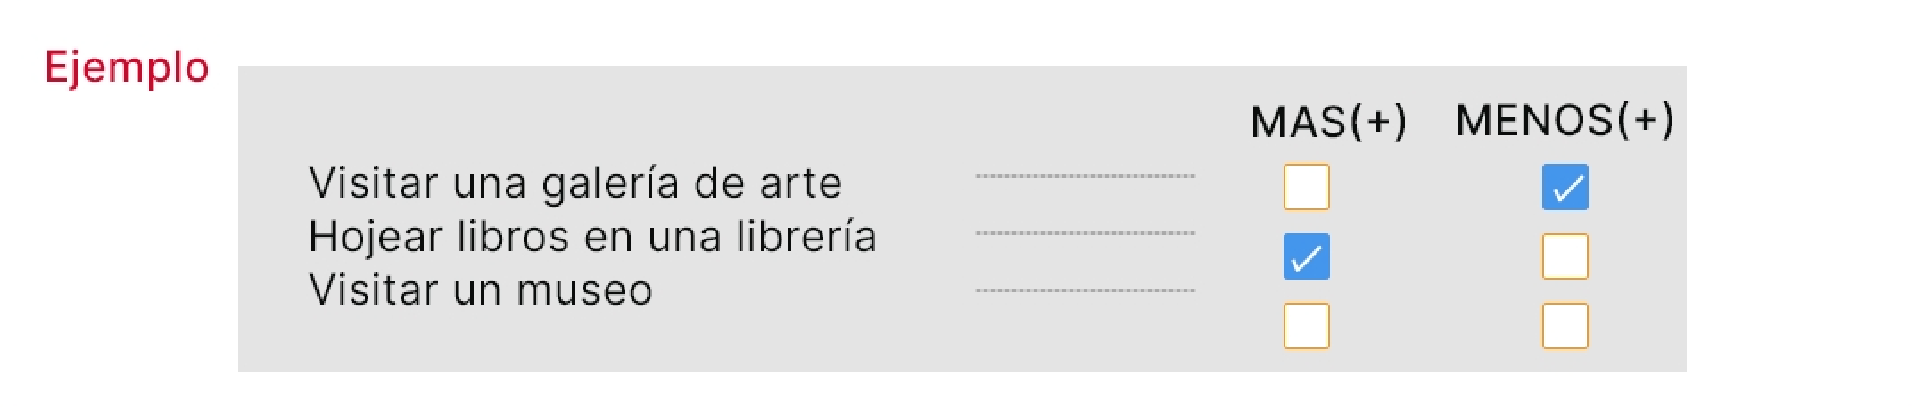 Ejemplo
MAS(+) MENOS(+)
Visitar una galería de arte
Hojear libros en una librería
Visitar un museo